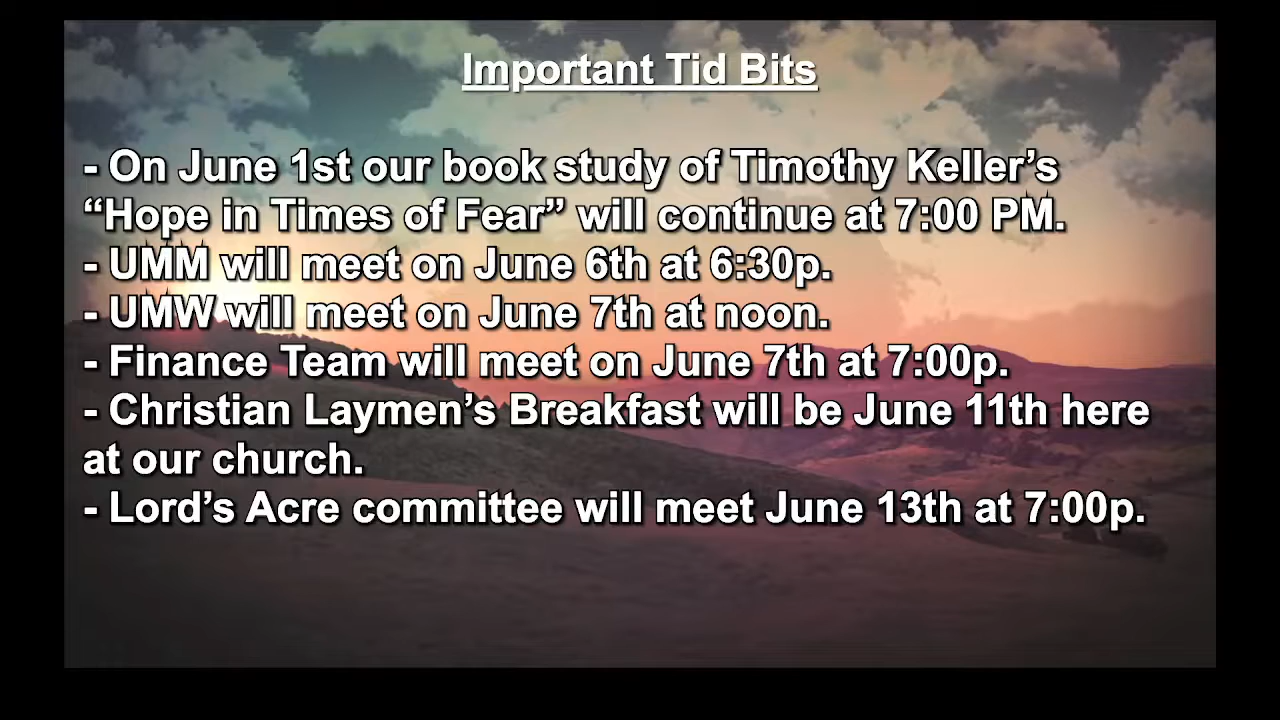 Important Tid Bits
- On June 1st our book study of Timothy Keller’s
“Hope in Times of Fear” will continue at 7:00 PM.
- UMM will meet on June 6th at 6:30p.
- UMW will meet on June 7th at noon.
- Finance Team will meet on June 7th at 7:00p.
- Christian Laymen’s Breakfast will be June 11th here
at our church.
- Lord’s Acre committee will meet June 13th at 7:00p.